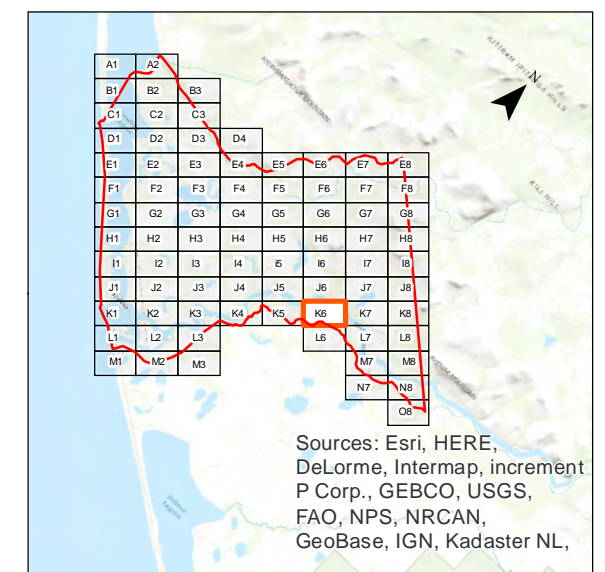 N
KILI HILL
A1 A2
B1 B2 B3
C1 C2 C3
D1 D2 D3 D4
E1 E2 E3 E4 E5 E6 E7 E8
F1 F2 F3 F4 F5 F6 F7 F8
G1 G2 G3 G4 G5 G6 G7 G8
H1 H2 H3 H4 H5 H6 H7 H8
I1 I2 I3 I4 i5 I6 I7 I8
J1 J2 J3 J4 J5 J6 J7 J8
K1 K2 K3 K4 K5 K6 K7 K8
L1 L2 L3 L6 L7 L8
M1 M2 M3 M7 M8
N7 N8
O8
Sources: Esri, HERE,
DeLorme, Intermap, increment
P Corp., GEBCO, USGS,
FAO, NPS, NRCAN,
GeoBase, IGN, Kadaster NL,